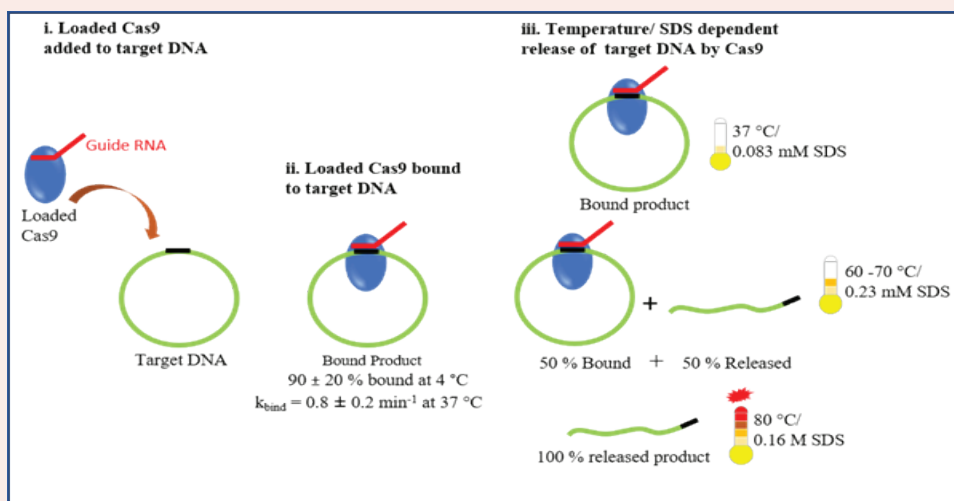 i. Loaded Cas9
added to target DNA
Guide RNA
Loaded
Cas9
Target DNA
ii. Loaded Cas9 bound
to target DNA
Bound Product
90 ± 20 % bound at 4 °C
kbind = 0.8 ± 0.2 min-1 at 37 °C
iii. Temperature/ SDS dependent
release of target DNA by Cas9
37 °C/
0.083 mM SDS
Bound product
60 -70 °C/
0.23 mM SDS
+
50 % Bound + 50 % Released
80 °C/
0.16 M SDS
100 % released product